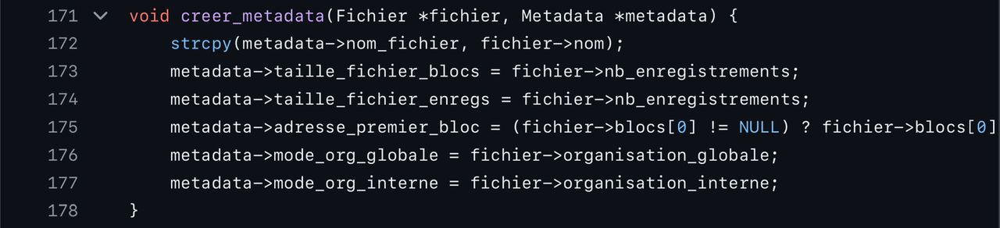 171 void creer_metadata(Fichier *fichier, Metadata *metadata) {
172 strcpy(metadata->nom_fichier, fichier->nom);
173 metadata->taille_fichier_blocs = fichier->nb_enregistrements;
174 metadata->taille_fichier_enregs = fichier->nb_enregistrements;
175 metadata->adresse_premier_bloc = (fichier->blocs[0] != NULL) ? fichier->blocs[0]
176 metadata->mode_org_globale = fichier->organisation_globale;
177 metadata->mode_org_interne = fichier->organisation_interne;
178 }